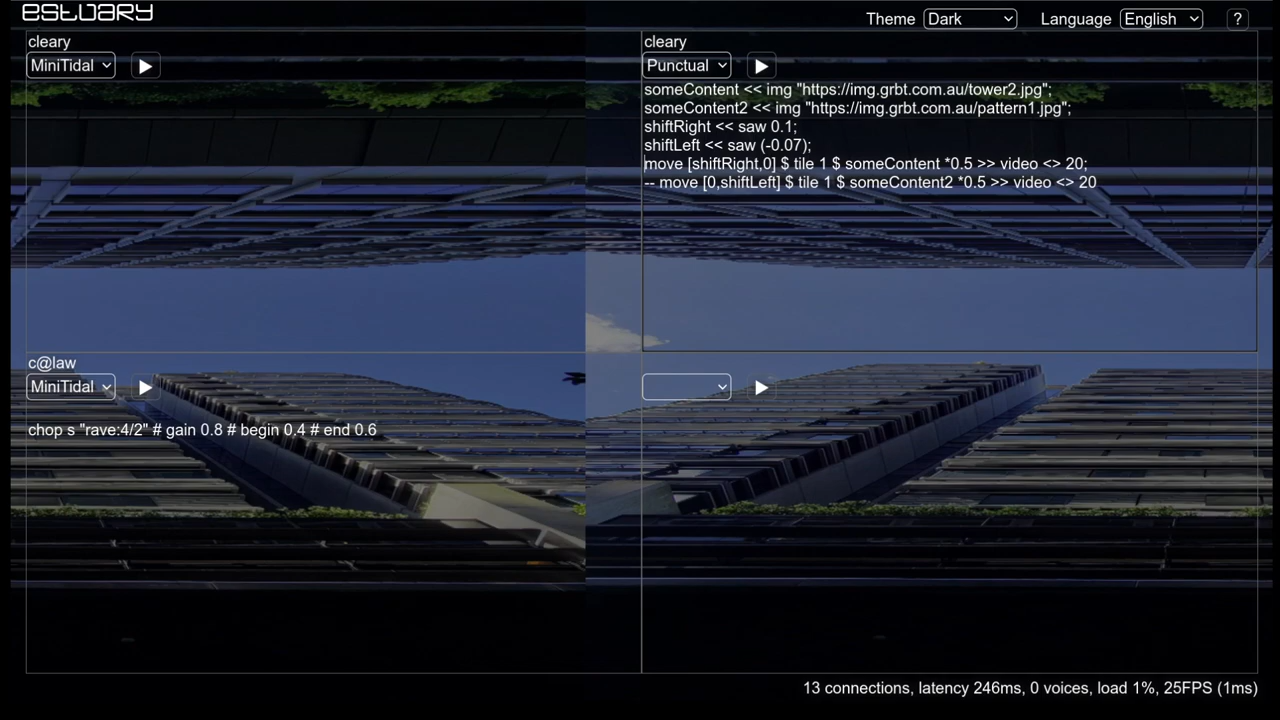 estuary
Theme Dark Language English ?
cleary
MiniTidal
cleary
Punctual
someContent << img "https://img.grbt.com.au/tower2.jpg";
someContent2 << img "https://img.grbt.com.au/pattern1.jpg";
shiftRight << saw 0.1;
shiftLeft << saw (-0.07);
move [shiftRight,0] $ tile 1 $ someContent *0.5 >> video <> 20;
-- move [0,shiftLeft] $ tile 1 $ someContent2 *0.5 >> video <> 20
c@law
MiniTidal
chop s "rave:4/2" # gain 0.8 # begin 0.4 # end 0.6
13 connections, latency 246ms, 0 voices, load 1%, 25FPS (1ms)